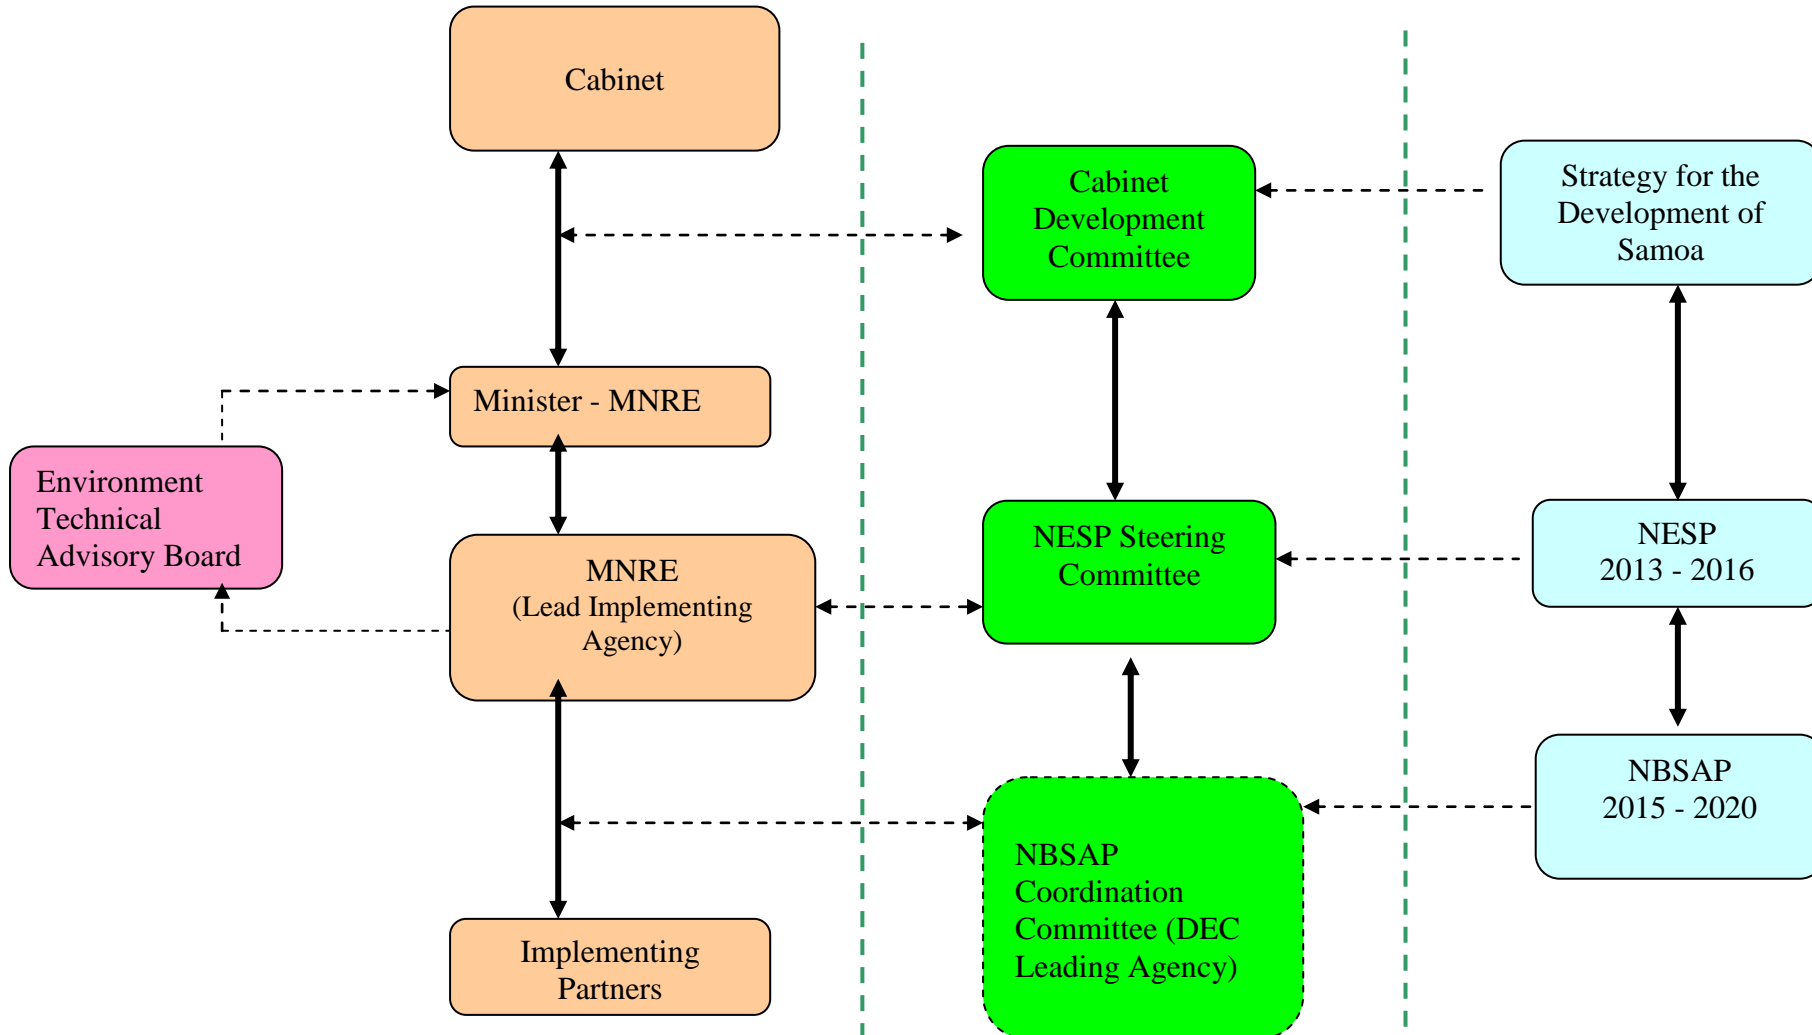 Cabinet
Cabinet
Development
Committee
Strategy for the
Development of
Samoa
Minister - MNRE
Environment
Technical
Advisory Board
MNRE
(Lead Implementing
Agency)
NESP Steering
Committee
NESP
2013 - 2016
NBSAP
2015 - 2020
NBSAP
Coordination
Committee (DEC
Leading Agency)
Implementing
Partners